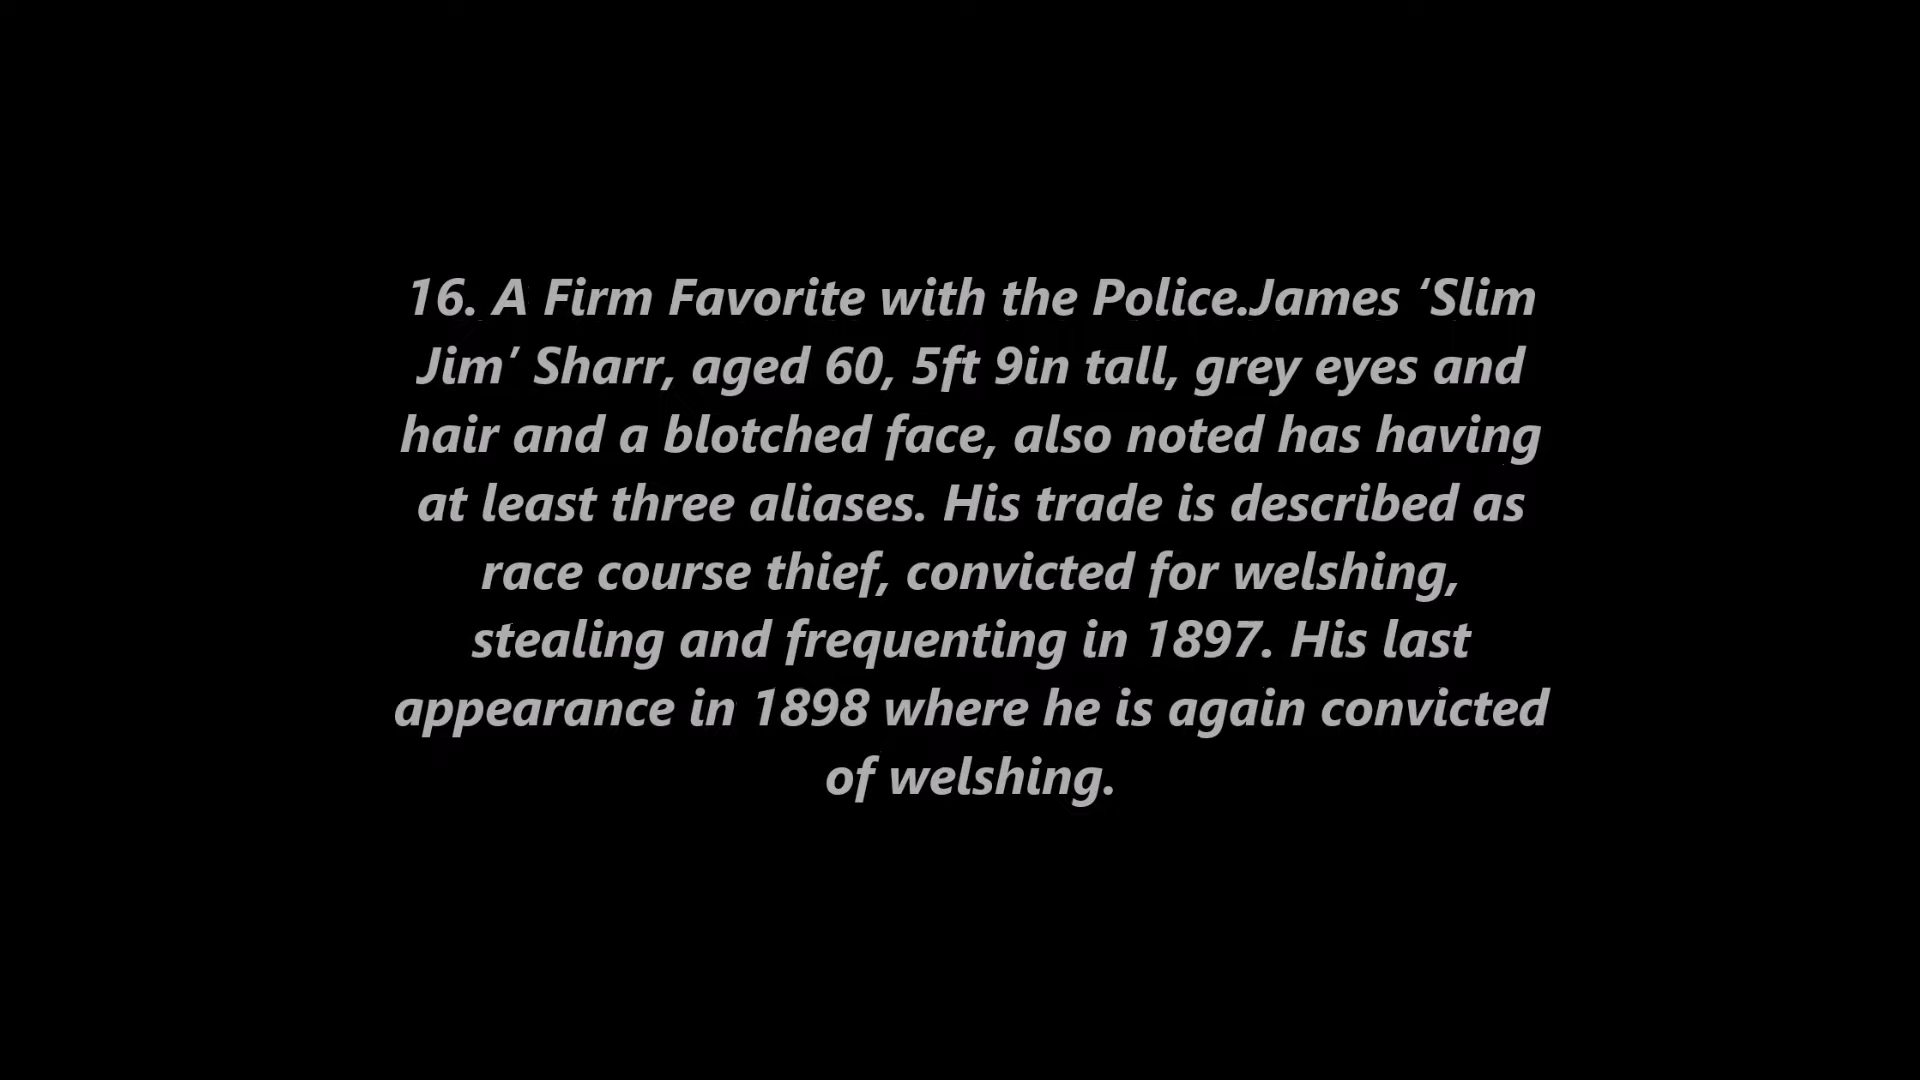 16. A Firm Favorite with the Police.James ‘Slim
Jim’ Sharr, aged 60, 5ft 9in tall, grey eyes and
hair and a blotched face, also noted has having
at least three aliases. His trade is described as
race course thief, convicted for welshing,
stealing and frequenting in 1897. His last
appearance in 1898 where he is again convicted
of welshing.